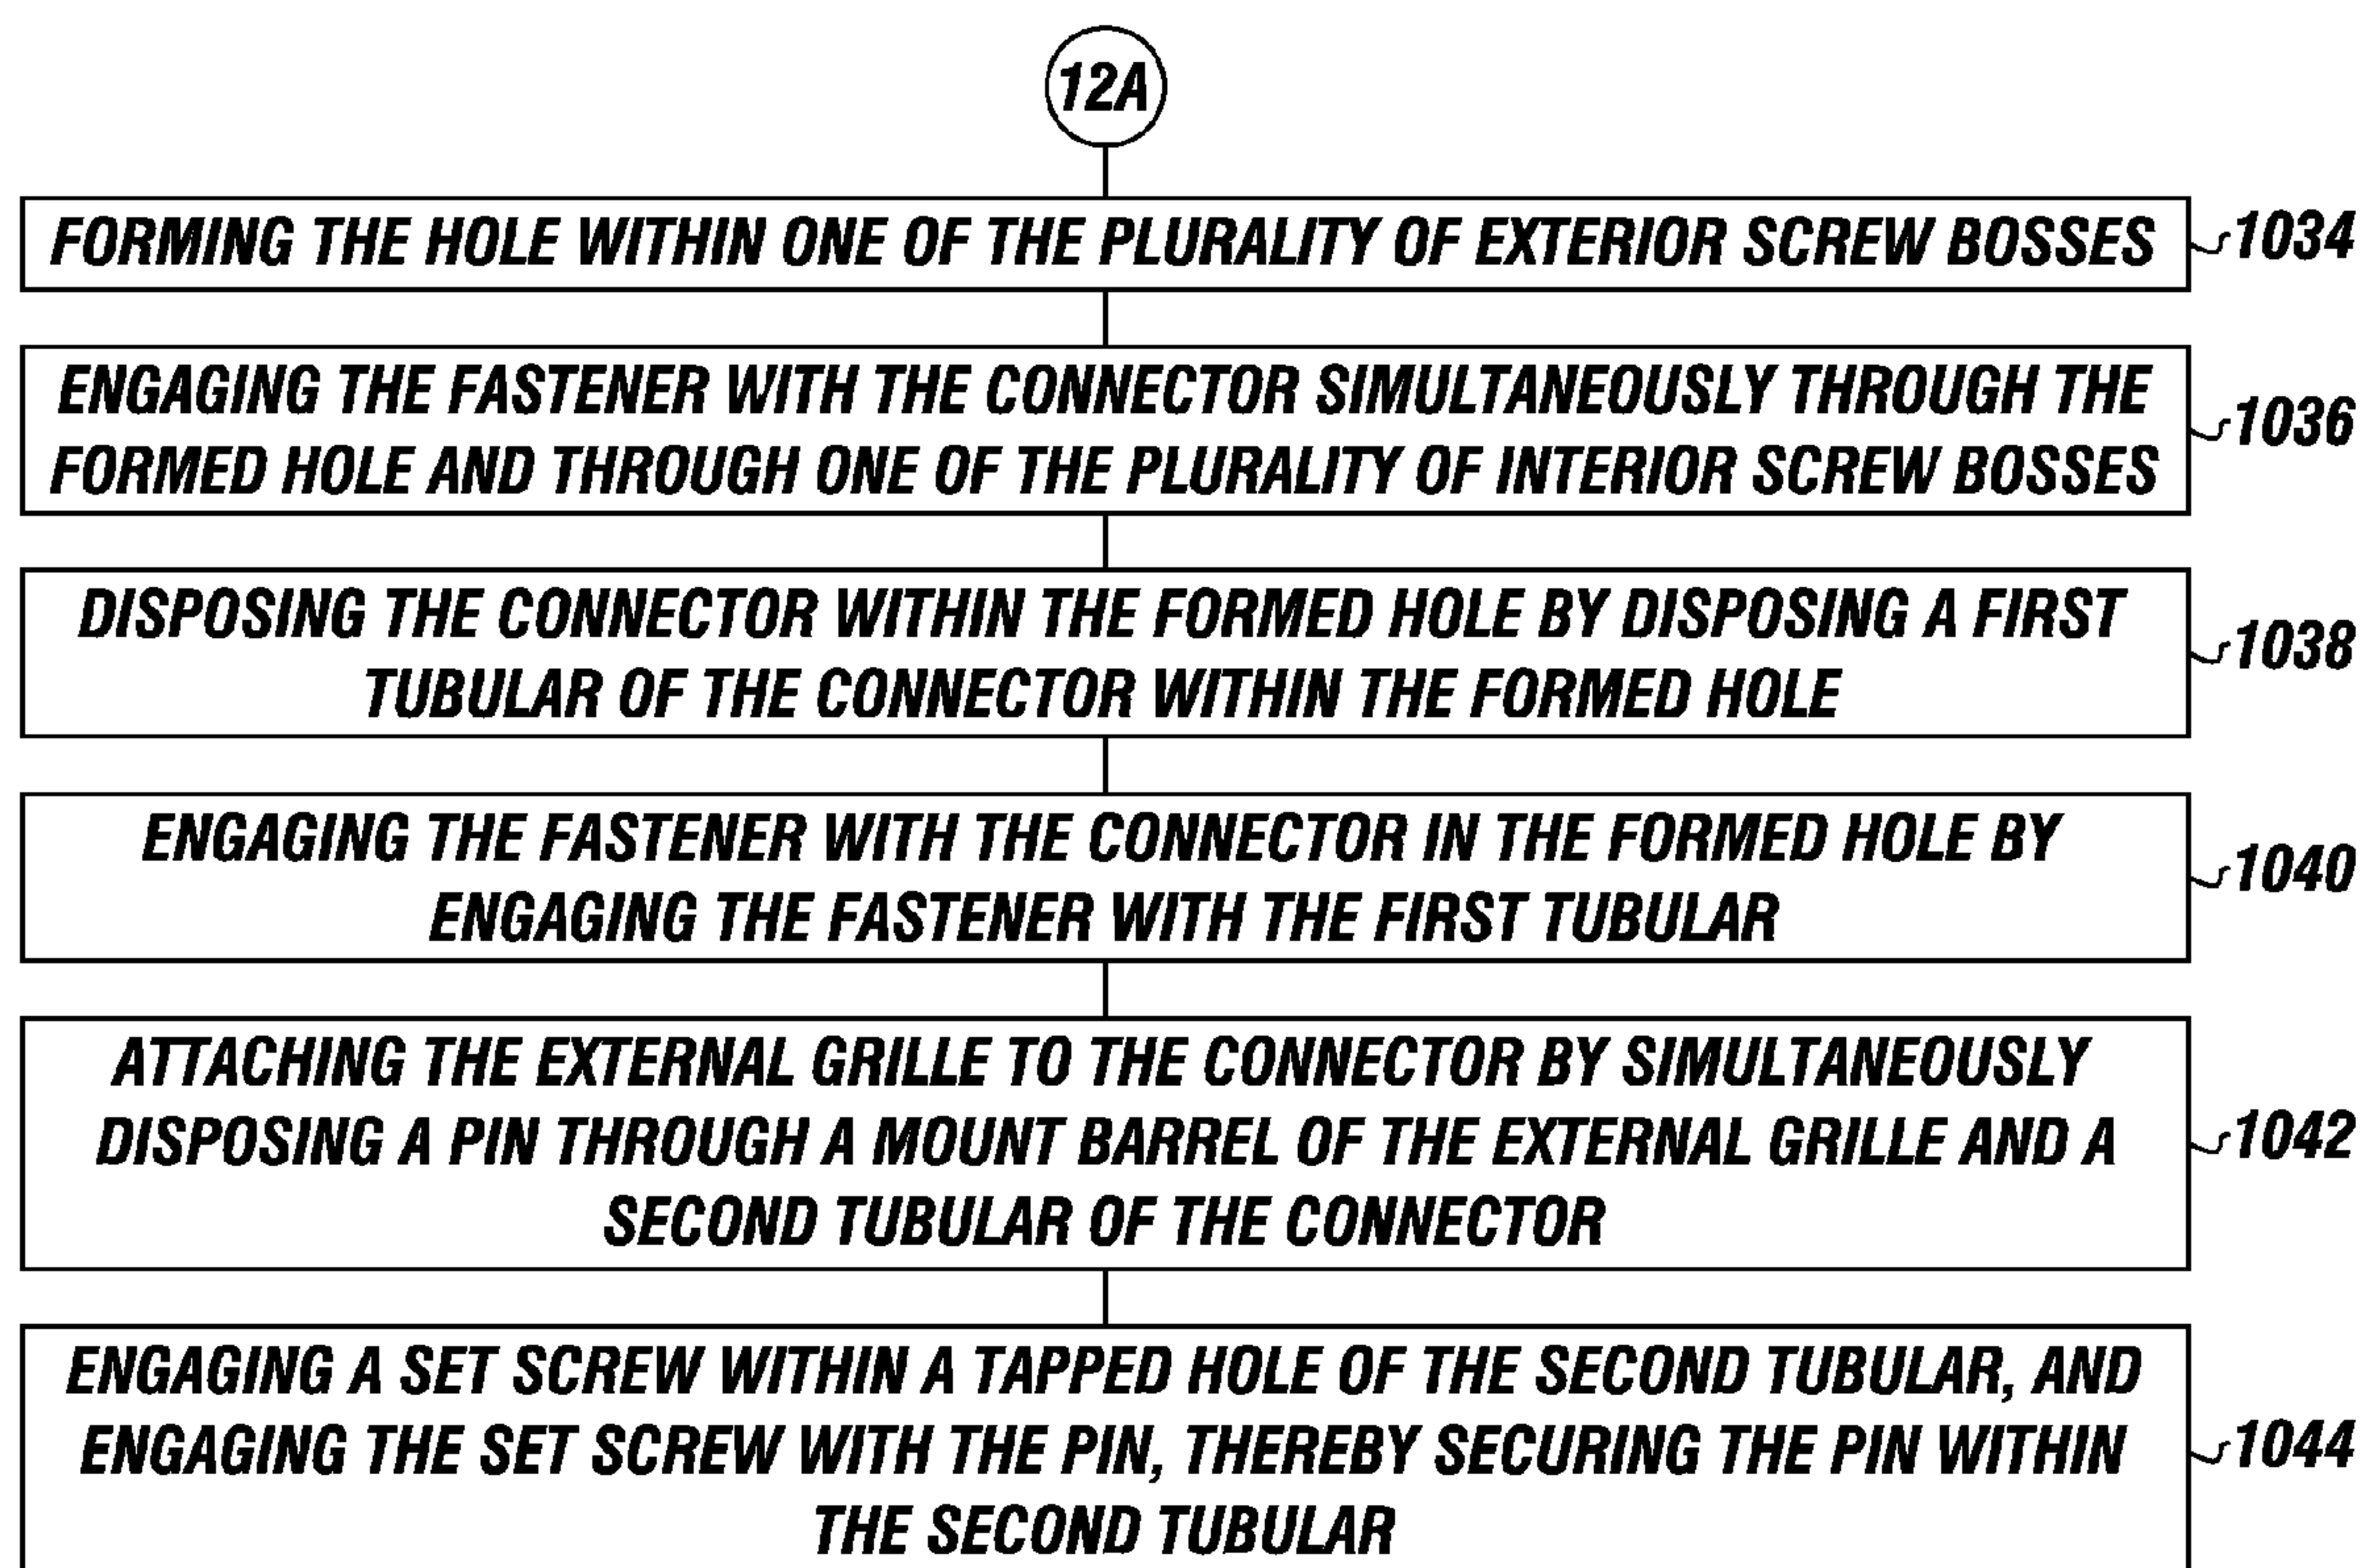 12A
FORMING THE HOLE WITHIN ONE OF THE PLURALITY OF EXTERIOR SCREW BOSSES
1034
ENGAGING THE FASTENER WITH THE CONNECTOR SIMULTANEOUSLY THROUGH THE
FORMED HOLE AND THROUGH ONE OF THE PLURALITY OF INTERIOR SCREW BOSSES
1036
DISPOSING THE CONNECTOR WITHIN THE FORMED HOLE BY DISPOSING A FIRST
TUBULAR OF THE CONNECTOR WITHIN THE FORMED HOLE
1038
ENGAGING THE FASTENER WITH THE CONNECTOR IN THE FORMED HOLE BY
ENGAGING THE FASTENER WITH THE FIRST TUBULAR
1040
ATTACHING THE EXTERNAL GRILLE TO THE CONNECTOR BY SIMULTANEOUSLY
DISPOSING A PIN THROUGH A MOUNT BARREL OF THE EXTERNAL GRILLE AND A
SECOND TUBULAR OF THE CONNECTOR
1042
ENGAGING A SET SCREW WITHIN A TAPPED HOLE OF THE SECOND TUBULAR, AND
ENGAGING THE SET SCREW WITH THE PIN, THEREBY SECURING THE PIN WITHIN
THE SECOND TUBULAR
1044